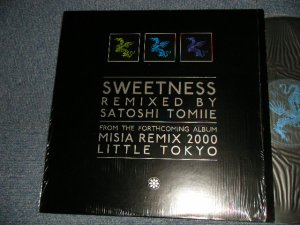 SWEETNESS
REMIXED BY
SATOSHI TOMIIE
FROM THE FORTHCOMING ALBUM
MISIA REMIX 2000
LITTLE TOKYO